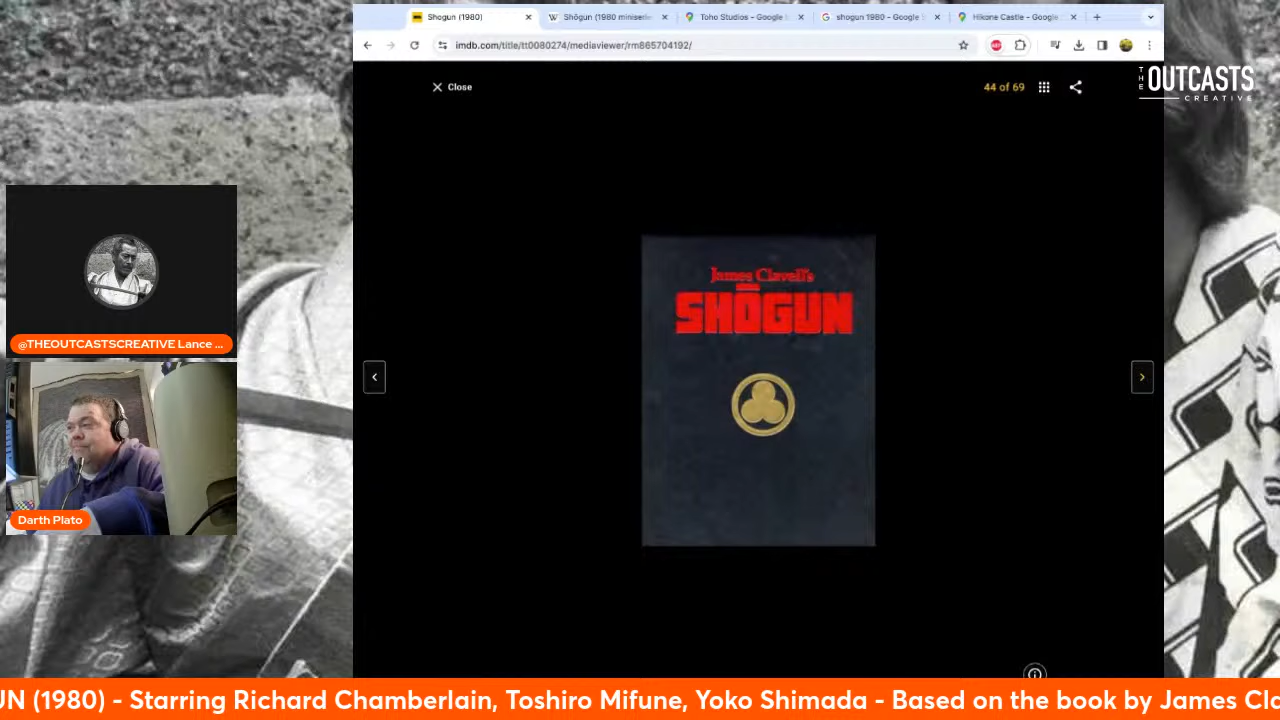 Shogun (1980)
Shōgun (1980 miniserie
Toho Studios - Google
shogun 1980 - Google
Hikone Castle - Google
imdb.com/title/tt0080274/mediaviewer/rm865704192/
Close
44 of 69
THE OUTCASTS
CREATIVE
James Clavell's
SHŌGUN
@THEOUTCASTSCREATIVE Lance ...
Darth Plato
UN (1980) - Starring Richard Chamberlain, Toshiro Mifune, Yoko Shimada - Based on the book by James Cla